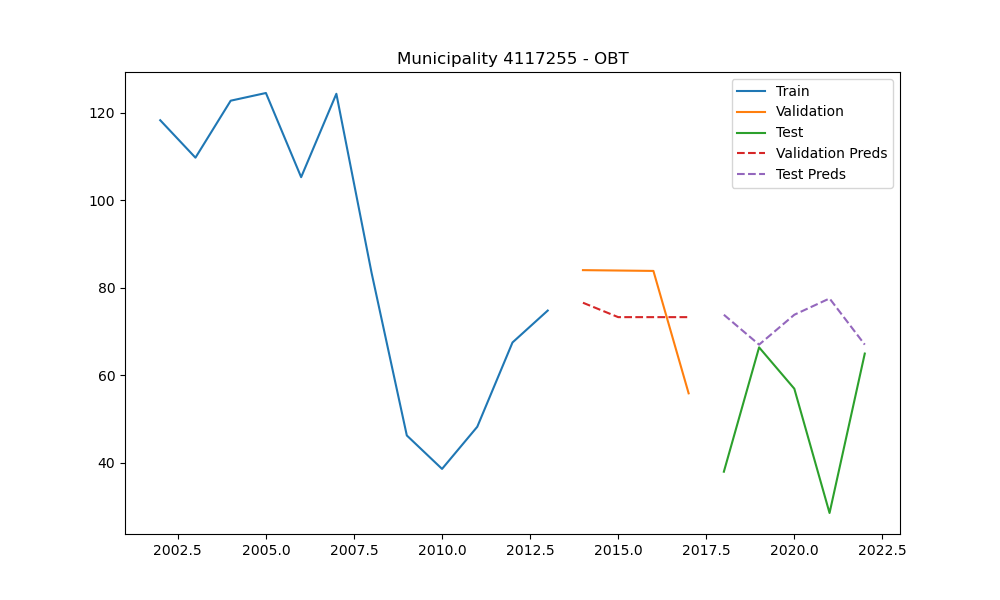 Municipality 4117255 - OBT
Train
Validation
Test
Validation Preds
Test Preds
120
100
80
60
40
2002.5 2005.0 2007.5 2010.0 2012.5 2015.0 2017.5 2020.0 2022.5